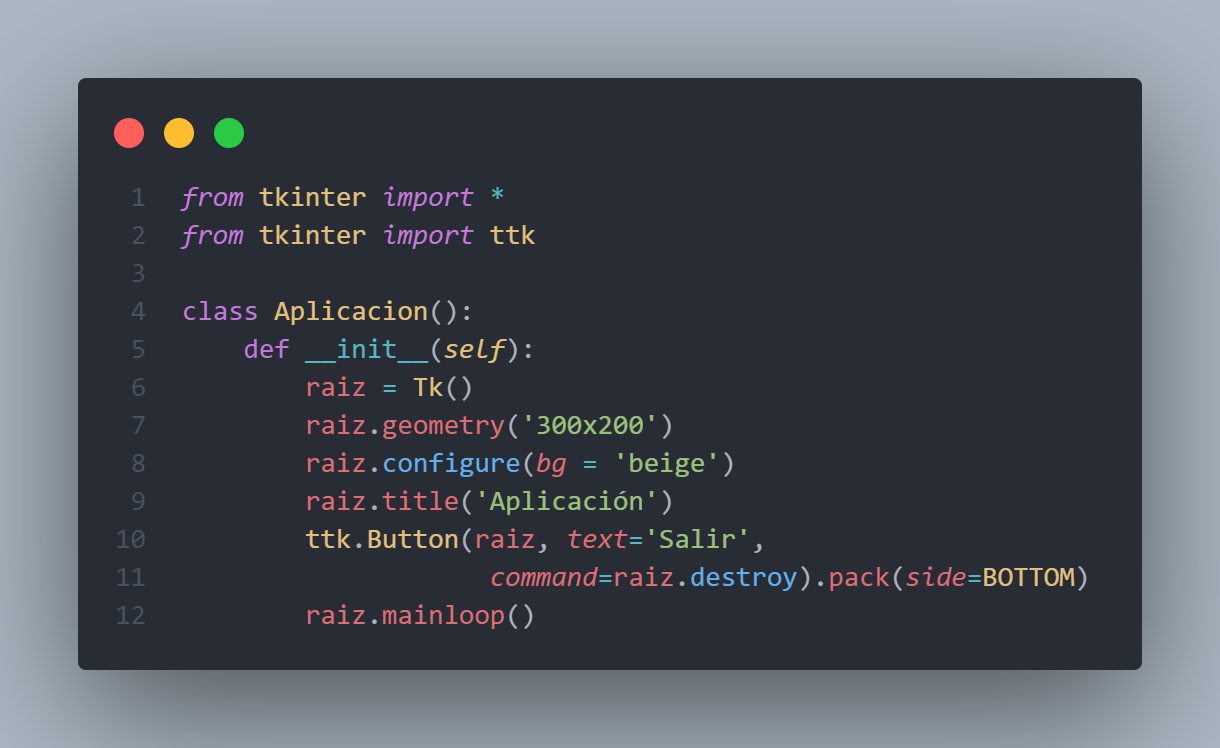 1 from tkinter import *
2 from tkinter import ttk
3
4 class Aplicacion():
5     def __init__(self):
6         raiz = Tk()
7         raiz.geometry('300x200')
8         raiz.configure(bg = 'beige')
9         raiz.title('Aplicación')
10         ttk.Button(raiz, text='Salir',
11                     command=raiz.destroy).pack(side=BOTTOM)
12         raiz.mainloop()